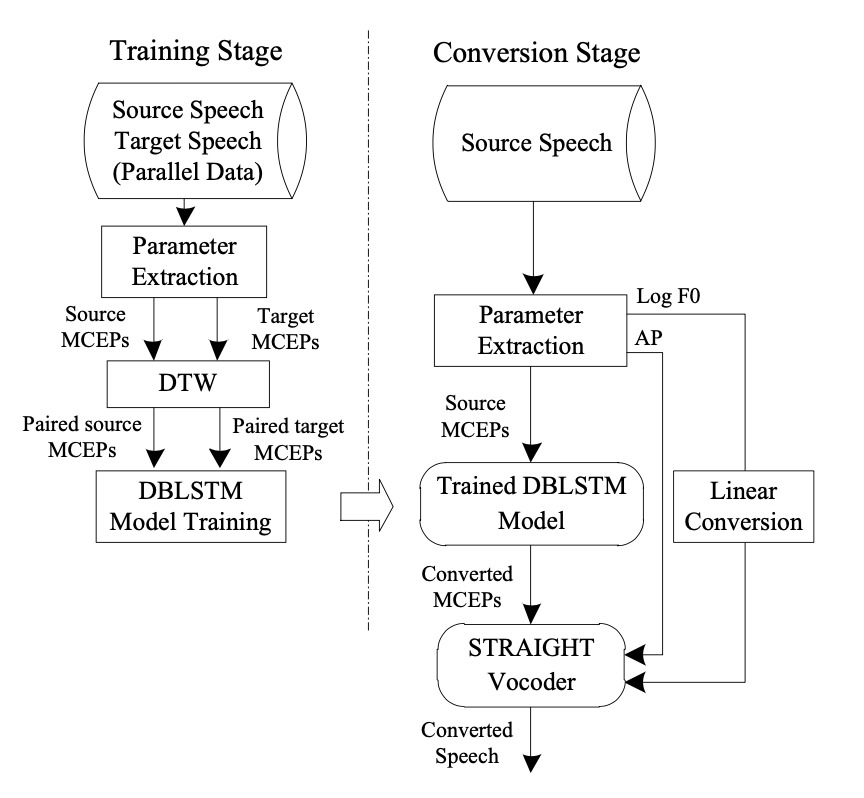 Training Stage
Source Speech
Target Speech
(Parallel Data)
Parameter
Extraction
Source
MCEPs
Target
MCEPs
DTW
Paired source
MCEPs
Paired target
MCEPs
DBLSTM
Model Training
Conversion Stage
Source Speech
Parameter
Extraction
Log F0
AP
Source
MCEPs
Trained DBLSTM
Model
Linear
Conversion
Converted
MCEPs
STRAIGHT
Vocoder
Converted
Speech